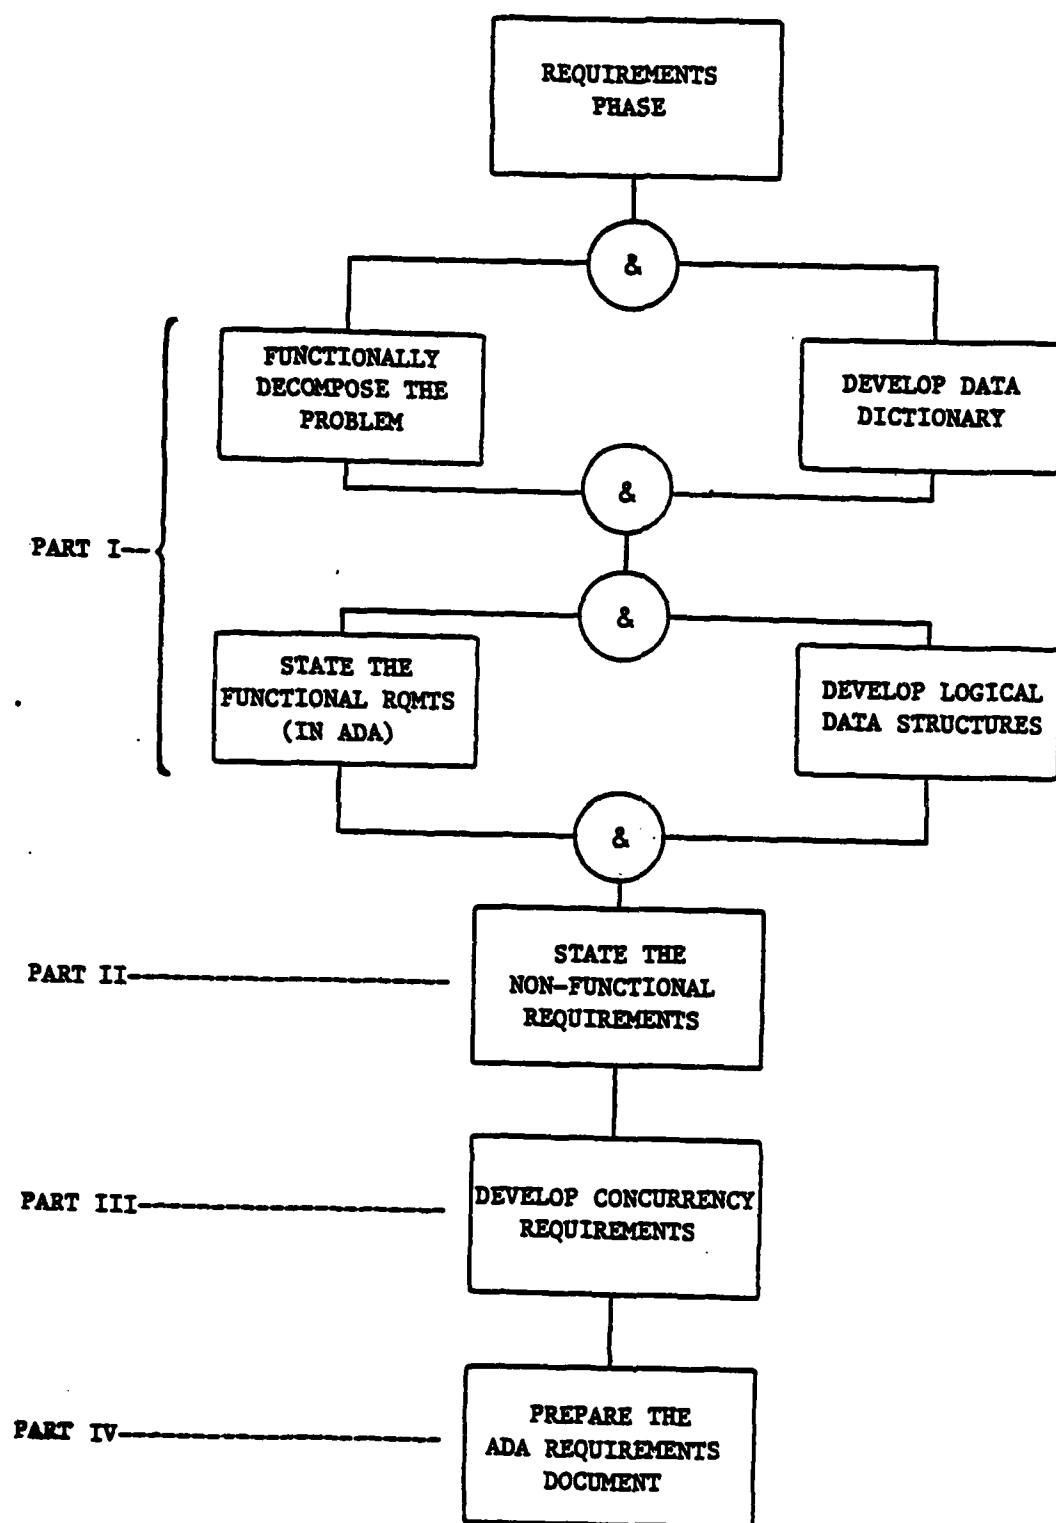 REQUIREMENTS
PHASE
&
FUNCTIONALLY
DECOMPOSE THE
PROBLEM
DEVELOP DATA
DICTIONARY
&
PART I
&
STATE THE
FUNCTIONAL RQMTS
(IN ADA)
DEVELOP LOGICAL
DATA STRUCTURES
&
PART II
STATE THE
NON-FUNCTIONAL
REQUIREMENTS
PART III
DEVELOP CONCURRENCY
REQUIREMENTS
PART IV
PREPARE THE
ADA REQUIREMENTS
DOCUMENT